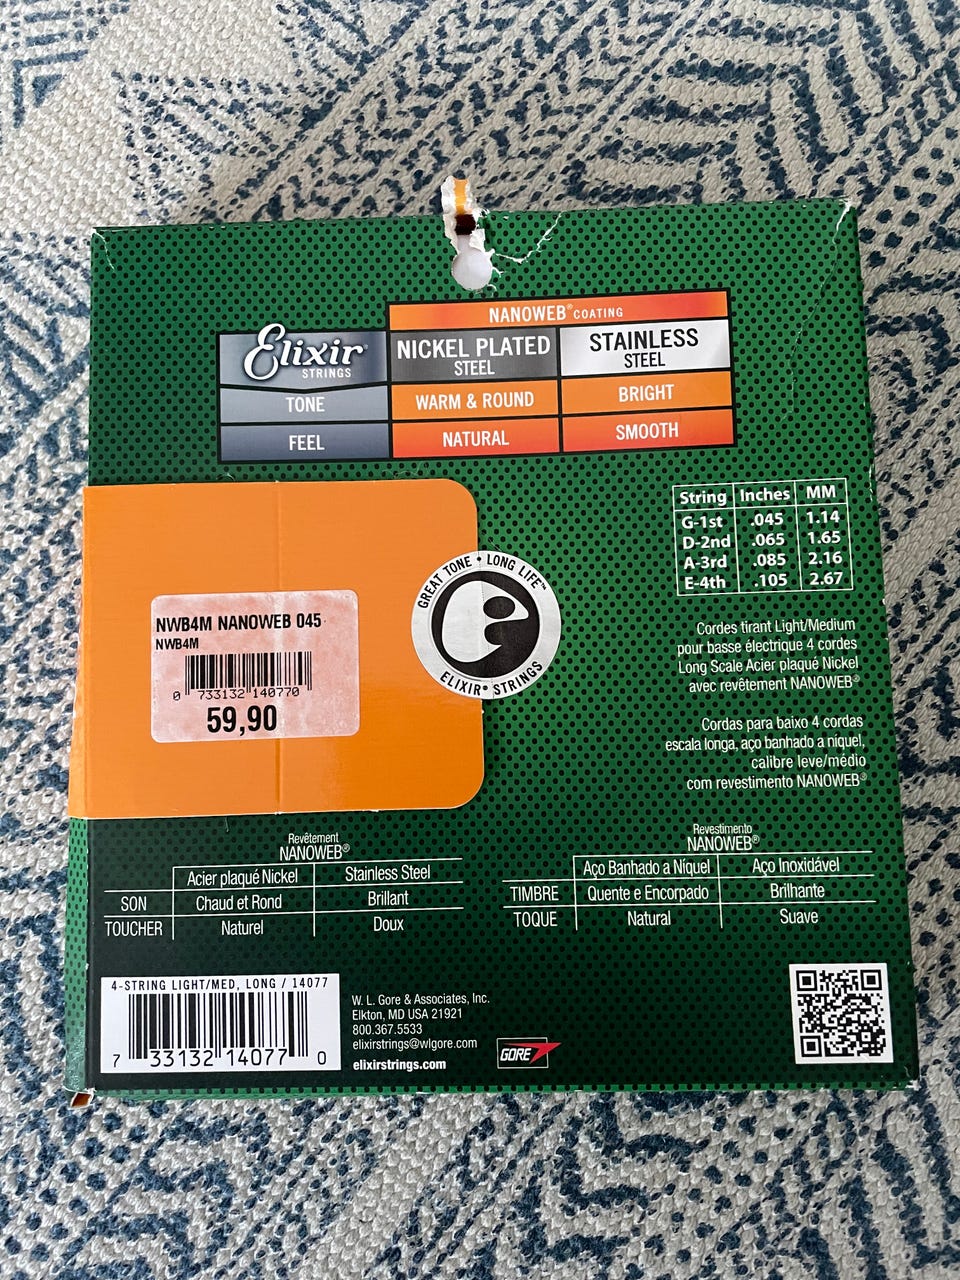 NANOWEB® COATING
Elixir®
STRINGS
NICKEL PLATED
STEEL
STAINLESS
STEEL
TONE
WARM & ROUND
BRIGHT
FEEL
NATURAL
SMOOTH
String Inches MM
G-1st .045 1.14
D-2nd .065 1.65
A-3rd .085 2.16
E-4th .105 2.67
GREAT TONE • LONG LIFE™
ELIXIR® STRINGS
NWB4M NANOWEB 045
NWB4M
0 733132 140770
59,90
Cordes tirant Light/Medium
pour basse électrique 4 cordes
Long Scale Acier plaqué Nickel
avec revêtement NANOWEB®
Cordas para baixo 4 cordas
escala longa, aço banhado a níquel,
calibre leve/médio
com revestimento NANOWEB®
Revêtement
NANOWEB®
Acier plaqué Nickel Stainless Steel
SON Chaud et Rond Brillant
TOUCHER Naturel Doux
Revestimento
NANOWEB®
Aço Banhado a Níquel Aço Inoxidável
TIMBRE Quente e Encorpado Brilhante
TOQUE Natural Suave
4-STRING LIGHT/MED, LONG / 14077
7 33132 14077 0
W. L. Gore & Associates, Inc.
Elkton, MD USA 21921
800.367.5533
elixirstrings@wlgore.com
elixirstrings.com
GORE